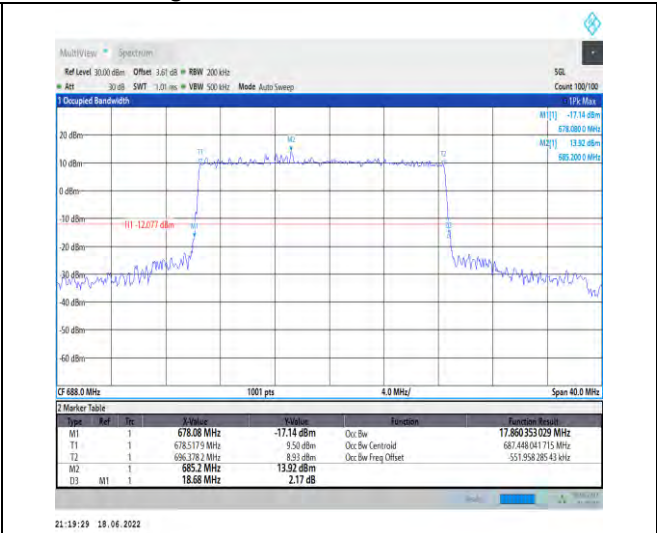 MultiView Spectrum
Ref Level 30.00 dBm Offset 3.61 dB RBW 200 kHz SGL
Att 30 dB SWT 1.01 ms VBW 500 kHz Mode Auto Sweep Count 100/100
1 Occupied Bandwidth 1Pk Max
M1[1] -17.14 dBm
678.080 0 MHz
M2[1] 13.92 dBm
685.200 0 MHz
20 dBm
M2
T1 T2
10 dBm
0 dBm
-10 dBm
H1 -12.077 dBm
M1
-20 dBm
-30 dBm
-40 dBm
-50 dBm
-60 dBm
CF 688.0 MHz 1001 pts 4.0 MHz/ Span 40.0 MHz
2 Marker Table
Type Ref Trc X-Value Y-Value Function Function Result
M1 1 678.08 MHz -17.14 dBm Occ Bw 17.860 353 029 MHz
T1 1 678.517 9 MHz 9.50 dBm Occ Bw Centroid 687.448 041 715 MHz
T2 1 696.378 2 MHz 8.93 dBm Occ Bw Freq Offset -551.958 285 43 kHz
M2 1 685.2 MHz 13.92 dBm
D3 M1 1 18.68 MHz 2.17 dB
21:19:29 18.06.2022